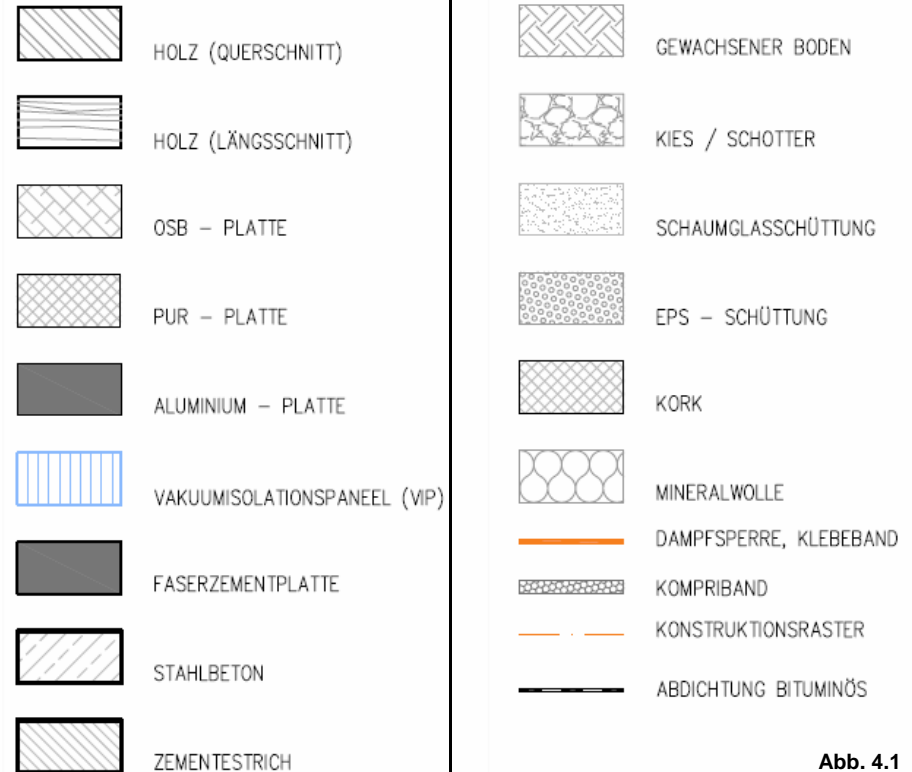 HOLZ (QUERSCHNITT)
HOLZ (LÄNGSSCHNITT)
OSB – PLATTE
PUR – PLATTE
ALUMINIUM – PLATTE
VAKUUMISOLATIONSPANEEL (VIP)
FASERZEMENTPLATTE
STAHLBETON
ZEMENTESTRICH
GEWACHSENER BODEN
KIES / SCHOTTER
SCHAUMGLASSCHÜTTUNG
EPS – SCHÜTTUNG
KORK
MINERALWOLLE
DAMPFSPERRE, KLEBEBAND
KOMPRIBAND
KONSTRUKTIONSRASTER
ABDICHTUNG BITUMINÖS
Abb. 4.1